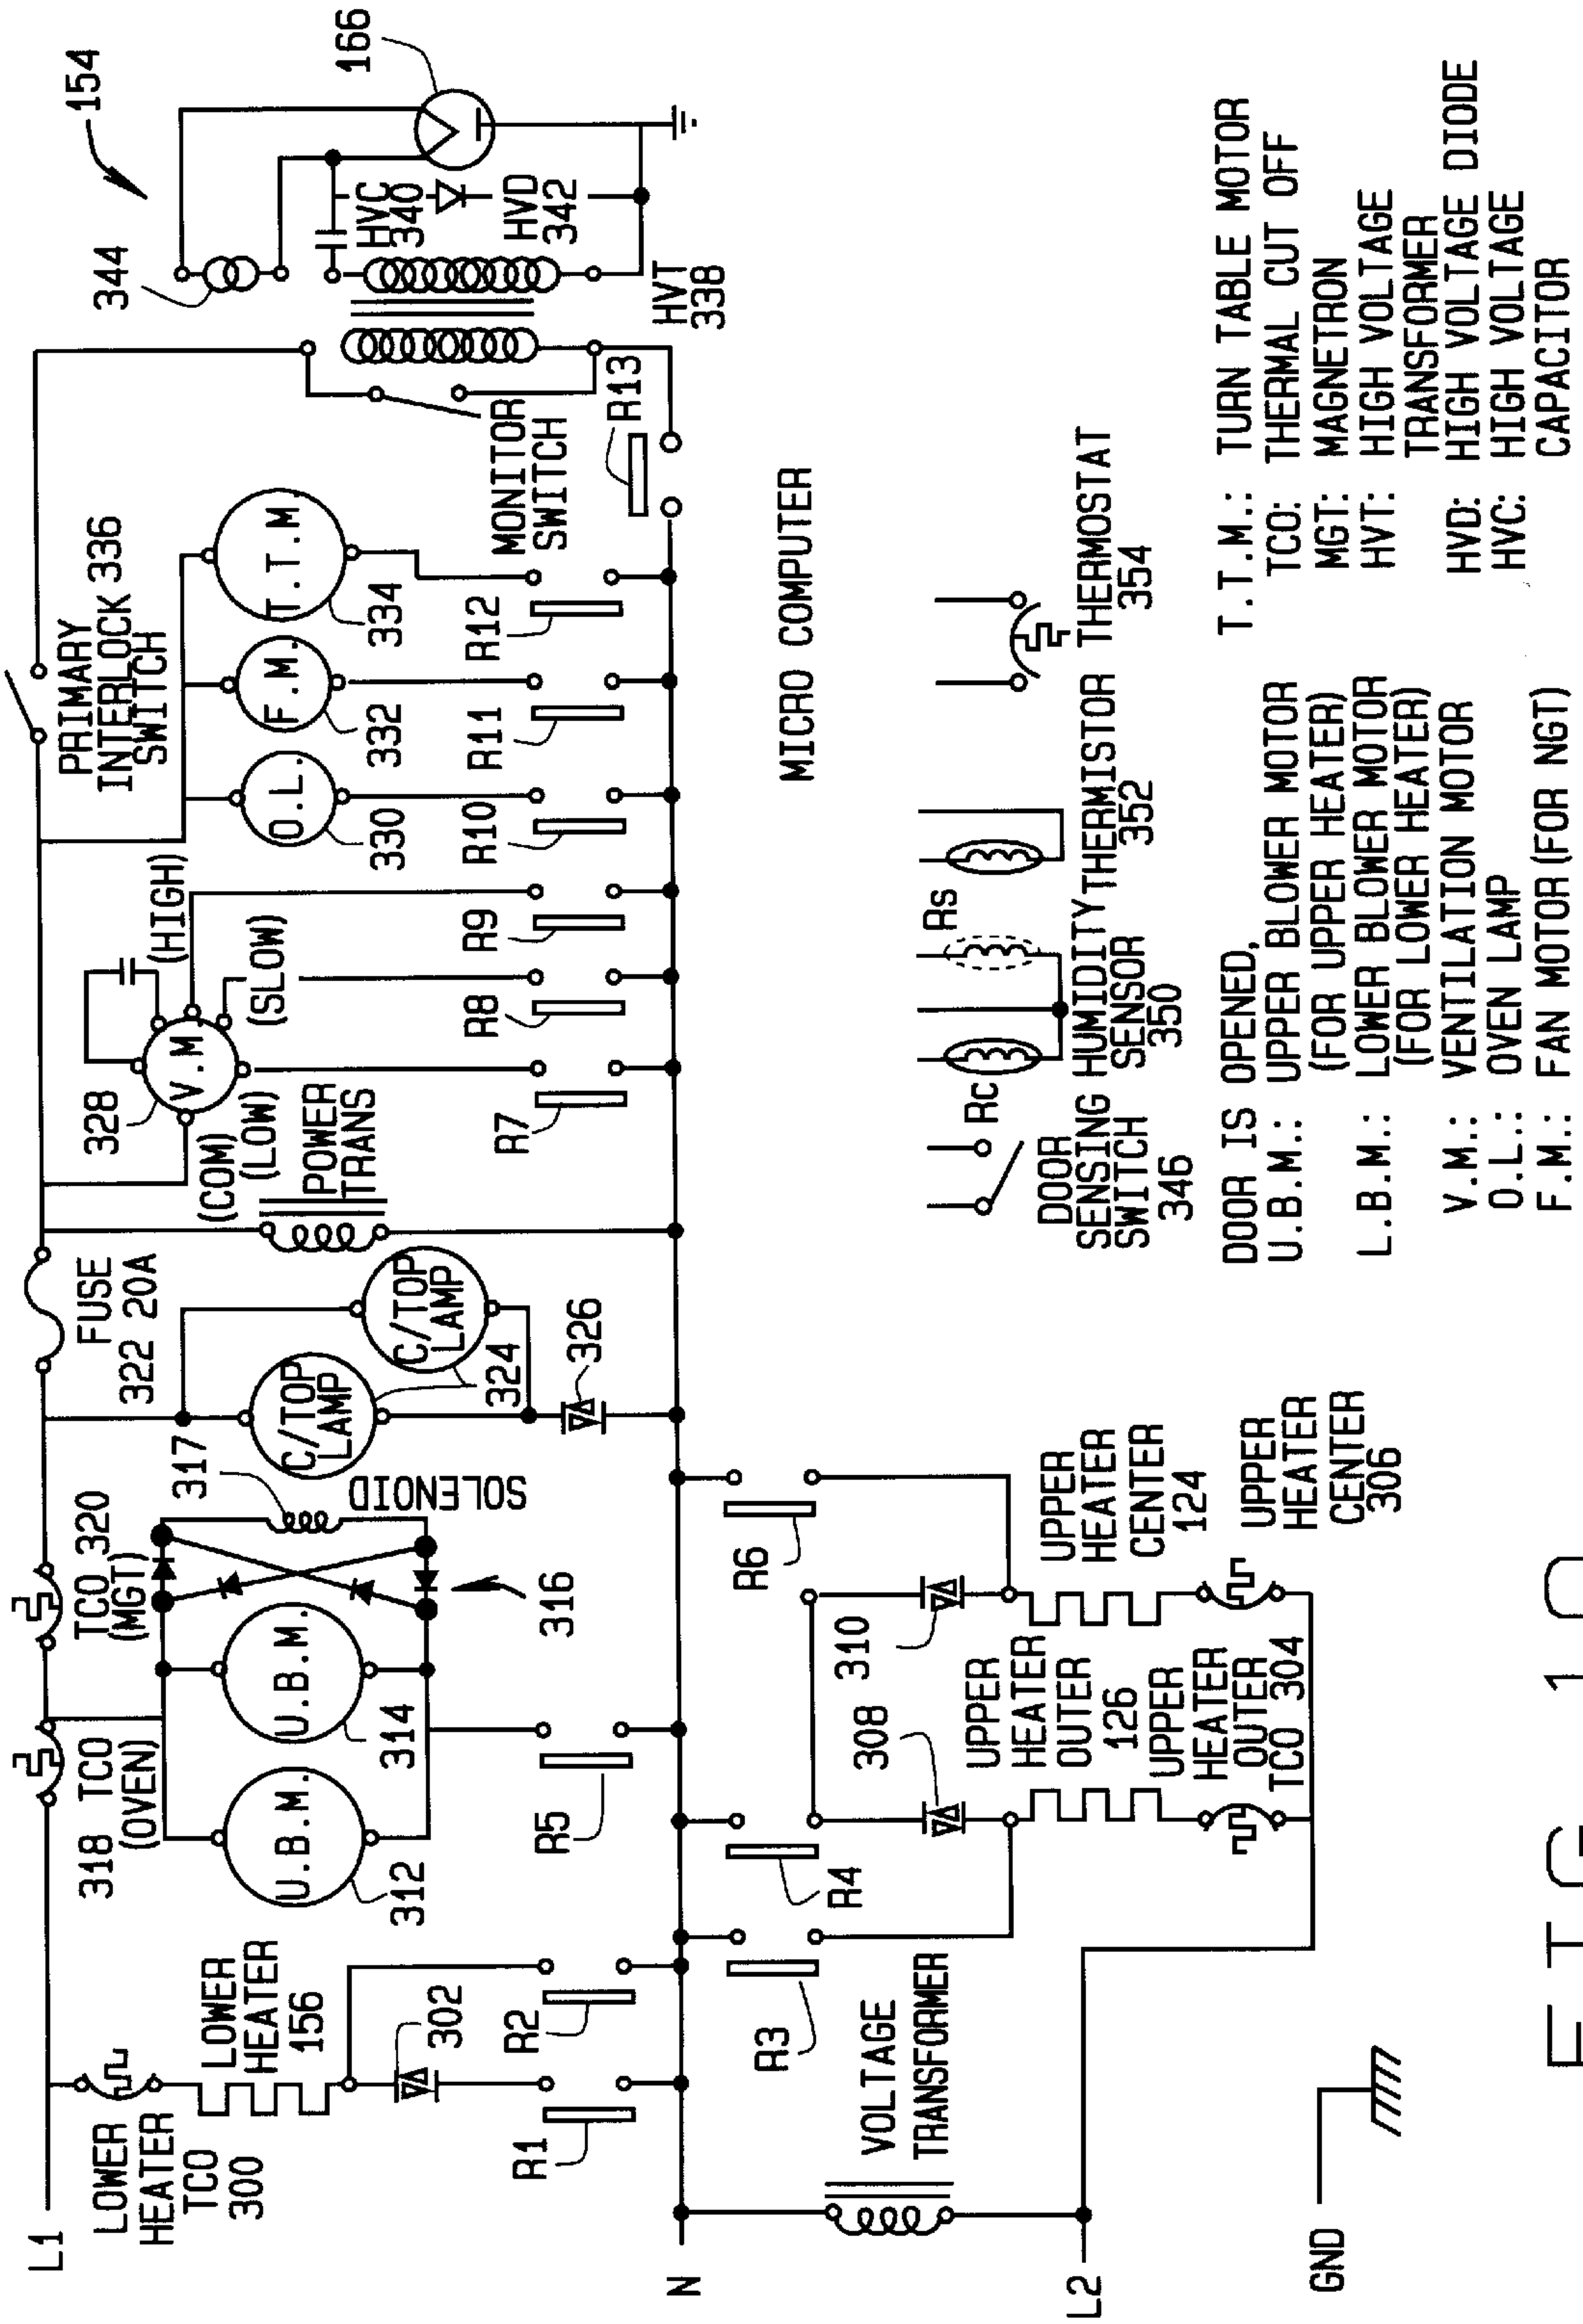 L1
LOWER
HEATER
TCO
300
LOWER
HEATER
156
302
R1
R2
318 TCO
(OVEN)
U.B.M.
312
U.B.M.
314
316
R5
TCO 320
(MGT)
317
SOLENOID
FUSE
322 20A
C/TOP
LAMP
C/TOP
LAMP
324
326
POWER
TRANS
328
V.M.
(COM)
(LOW)
(SLOW)
(HIGH)
R7
R8
R9
PRIMARY
INTERLOCK 336
SWITCH
O.L.
330
F.M.
332
T.T.M.
334
R10
R11
R12
MONITOR
SWITCH
R13
344
154
166
HVC
340
HVD
342
HVT
338
N
VOLTAGE
TRANSFORMER
L2
GND
R3
R4
R6
308
310
UPPER
HEATER
OUTER
126
UPPER
HEATER
OUTER
TCO 304
UPPER
HEATER
CENTER
124
UPPER
HEATER
CENTER
306
MICRO COMPUTER
DOOR
SENSING
SWITCH
346
Rc
Rs
HUMIDITY
SENSOR
350
THERMISTOR
352
THERMOSTAT
354
DOOR IS OPENED,
U.B.M.: UPPER BLOWER MOTOR
(FOR UPPER HEATER)
L.B.M.: LOWER BLOWER MOTOR
(FOR LOWER HEATER)
V.M.: VENTILATION MOTOR
O.L.: OVEN LAMP
F.M.: FAN MOTOR (FOR NGT)
T.T.M.: TURN TABLE MOTOR
TCO: THERMAL CUT OFF
MGT: MAGNETRON
HVT: HIGH VOLTAGE
TRANSFORMER
HVD: HIGH VOLTAGE DIODE
HVC: HIGH VOLTAGE
CAPACITOR